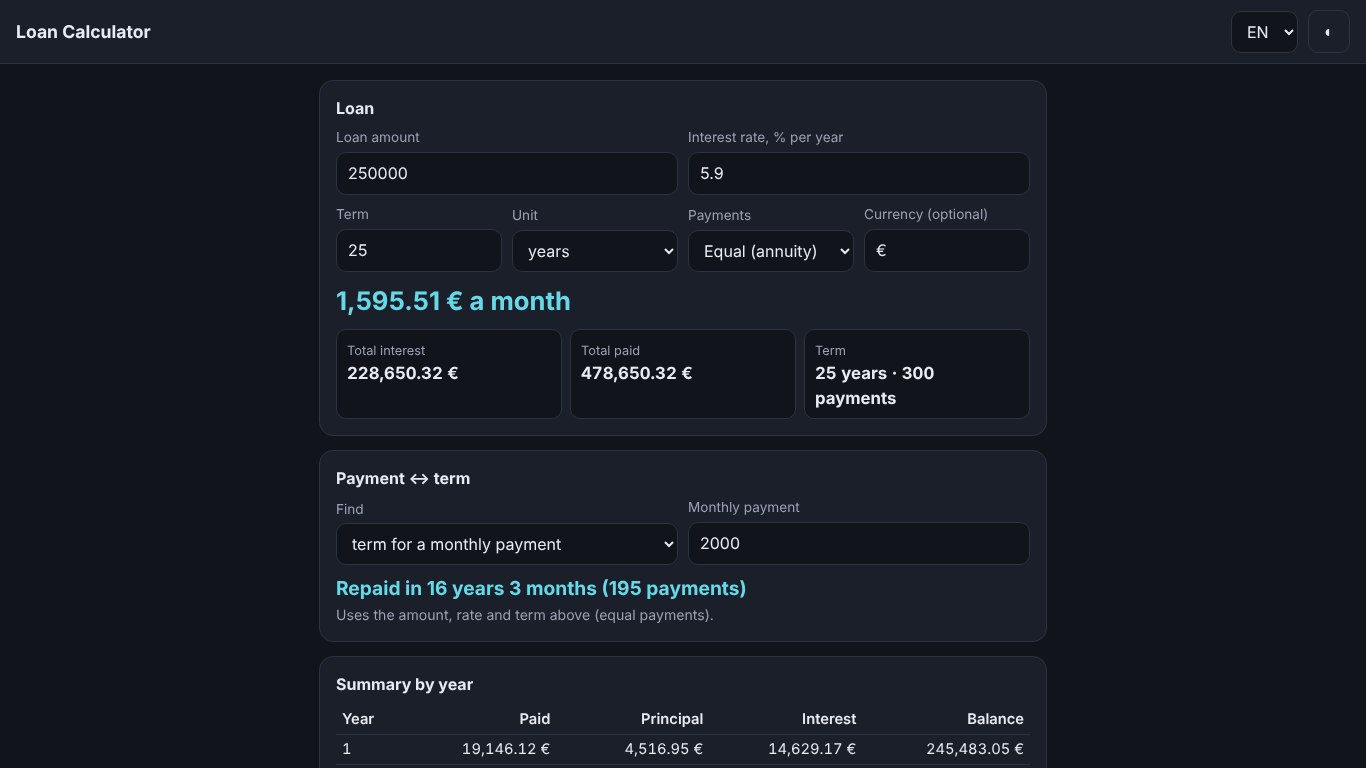 Loan Calculator
EN
Loan
Loan amount
Interest rate, % per year
250000
5.9
Term
Unit
Payments
Currency (optional)
25
years
Equal (annuity)
€
1,595.51 € a month
Total interest
228,650.32 €
Total paid
478,650.32 €
Term
25 years · 300
payments
Payment ↔ term
Find
Monthly payment
term for a monthly payment
2000
Repaid in 16 years 3 months (195 payments)
Uses the amount, rate and term above (equal payments).
Summary by year
Year Paid Principal Interest Balance
1 19,146.12 € 4,516.95 € 14,629.17 € 245,483.05 €